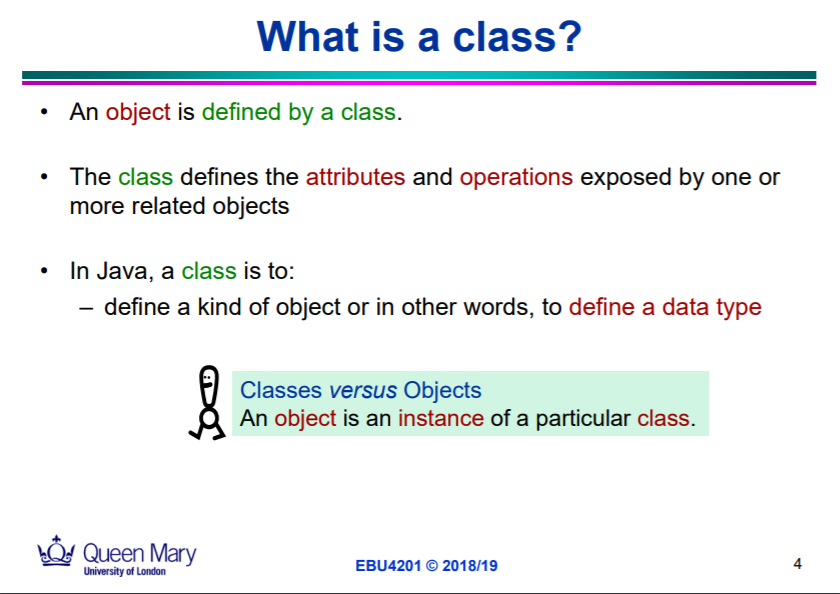 What is a class?
• An object is defined by a class.
• The class defines the attributes and operations exposed by one or
more related objects
• In Java, a class is to:
– define a kind of object or in other words, to define a data type
Classes versus Objects
An object is an instance of a particular class.
Queen Mary
University of London
EBU4201 © 2018/19
4